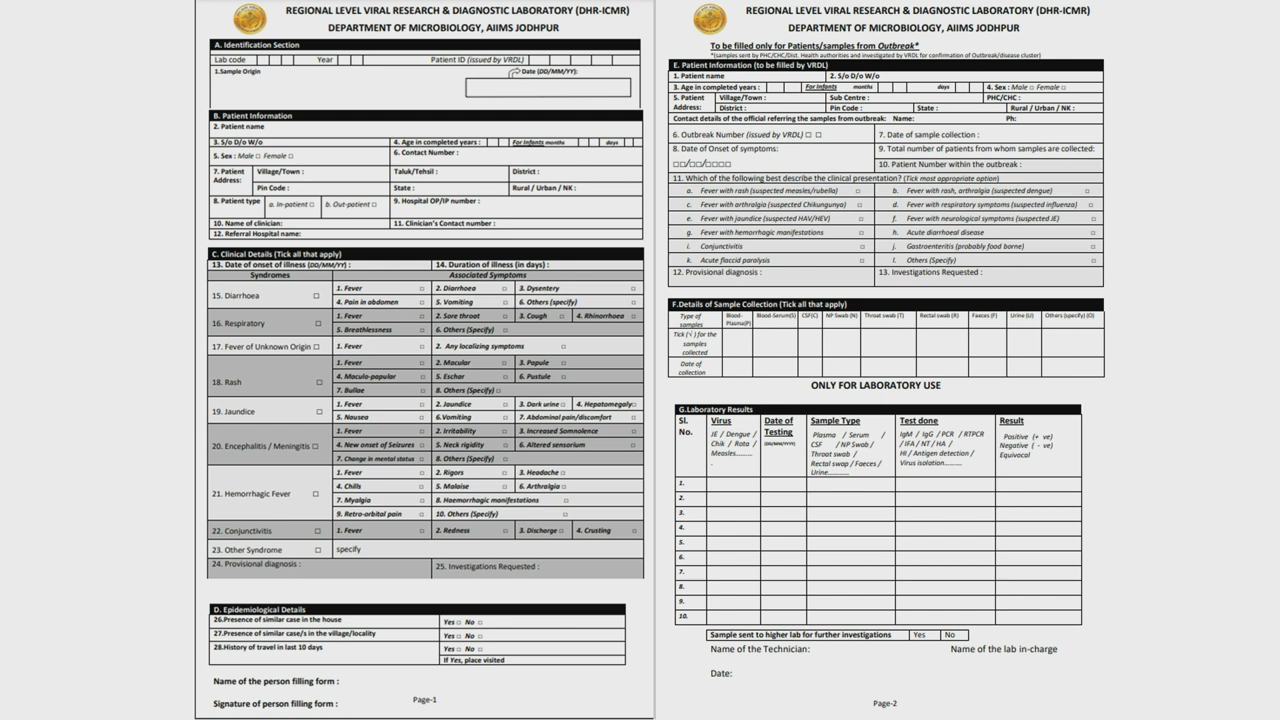 REGIONAL LEVEL VIRAL RESEARCH & DIAGNOSTIC LABORATORY (DHR-ICMR)
DEPARTMENT OF MICROBIOLOGY, AIIMS JODHPUR
A. Identification Section
Lab code Year Patient ID (issued by VRDL)
1.Sample Origin Date (DD/MM/YY):
B. Patient Information
2. Patient name
3. S/o D/o W/o 4. Age in completed years : For Infants months days
5. Sex : Male □ Female □ 6. Contact Number :
7. Patient Address: Village/Town : Taluk/Tehsil : District :
Pin Code : State : Rural / Urban / NK :
8. Patient type a. In-patient □ b. Out-patient □ 9. Hospital OP/IP number :
10. Name of clinician: 11. Clinician's Contact number :
12. Referral Hospital name:
C. Clinical Details (Tick all that apply)
13. Date of onset of illness (DD/MM/YY) : 14. Duration of illness (in days) :
Syndromes Associated Symptoms
15. Diarrhoea □ 1. Fever □ 2. Diarrhoea □ 3. Dysentery
4. Pain in abdomen □ 5. Vomiting □ 6. Others (specify)
16. Respiratory □ 1. Fever □ 2. Sore throat □ 3. Cough □ 4. Rhinorrhoea □
5. Breathlessness □ 6. Others (Specify) □
17. Fever of Unknown Origin □ 1. Fever □ 2. Any localizing symptoms □
18. Rash □ 1. Fever □ 2. Macular □ 3. Papule □
4. Maculo-papular □ 5. Eschar □ 6. Pustule □
7. Bullae □ 8. Others (Specify) □
19. Jaundice □ 1. Fever □ 2. Jaundice □ 3. Dark urine □ 4. Hepatomegaly□
5. Nausea □ 6.Vomiting □ 7. Abdominal pain/discomfort □
20. Encephalitis / Meningitis □ 1. Fever □ 2. Irritability □ 3. Increased Somnolence □
4. New onset of Seizures □ 5. Neck rigidity □ 6. Altered sensorium □
7. Change in mental status □ 8. Others (Specify) □
21. Hemorrhagic Fever □ 1. Fever □ 2. Rigors □ 3. Headache □
4. Chills □ 5. Malaise □ 6. Arthralgia □
7. Myalgia □ 8. Haemorrhagic manifestations □
9. Retro-orbital pain □ 10. Others (Specify) □
22. Conjunctivitis □ 1. Fever □ 2. Redness □ 3. Discharge □ 4. Crusting □
23. Other Syndrome □ specify
24. Provisional diagnosis : 25. Investigations Requested :
D. Epidemiological Details
26.Presence of similar case in the house Yes □ No □
27.Presence of similar case/s in the village/locality Yes □ No □
28.History of travel in last 10 days Yes □ No □
If Yes, place visited
Name of the person filling form :
Page-1
Signature of person filling form :
REGIONAL LEVEL VIRAL RESEARCH & DIAGNOSTIC LABORATORY (DHR-ICMR)
DEPARTMENT OF MICROBIOLOGY, AIIMS JODHPUR
To be filled only for Patients/samples from Outbreak*
*(samples sent by PHC/CHC/Dist. Health authorities and investigated by VRDL for confirmation of Outbreak/disease cluster)
E. Patient Information (to be filled by VRDL)
1. Patient name 2. S/o D/o W/o
3. Age in completed years : For Infants months days 4. Sex : Male □ Female □
5. Patient Address: Village/Town : Sub Centre : PHC/CHC :
District : Pin Code : State : Rural / Urban / NK :
Contact details of the official referring the samples from outbreak: Name: Ph:
6. Outbreak Number (issued by VRDL) □ □ 7. Date of sample collection :
8. Date of Onset of symptoms: 9. Total number of patients from whom samples are collected:
□□/□□/□□□□ 10. Patient Number within the outbreak :
11. Which of the following best describe the clinical presentation? (Tick most appropriate option)
a. Fever with rash (suspected measles/rubella) □ b. Fever with rash, arthralgia (suspected dengue) □
c. Fever with arthralgia (suspected Chikungunya) □ d. Fever with respiratory symptoms (suspected influenza) □
e. Fever with jaundice (suspected HAV/HEV) □ f. Fever with neurological symptoms (suspected JE) □
g. Fever with hemorrhagic manifestations □ h. Acute diarrhoeal disease □
i. Conjunctivitis □ j. Gastroenteritis (probably food borne) □
k. Acute flaccid paralysis □ l. Others (Specify) □
12. Provisional diagnosis : 13. Investigations Requested :
F.Details of Sample Collection (Tick all that apply)
Type of samples Blood-Plasma(P) Blood-Serum(S) CSF(C) NP Swab (N) Throat swab (T) Rectal swab (R) Faeces (F) Urine (U) Others (specify) (O)
Tick (√ ) for the samples collected
Date of collection
ONLY FOR LABORATORY USE
G.Laboratory Results
Sl. No. Virus Date of Testing (DD/MM/YY) Sample Type Test done Result
JE / Dengue / Chik / Rota / Measles.........
Plasma / Serum / CSF / NP Swab / Throat swab / Rectal swap / Faeces / Urine............
IgM / IgG / PCR / RTPCR / IFA / NT / HA / HI / Antigen detection / Virus isolation...........
Positive (+ ve) Negative ( - ve) Equivocal
1.
2.
3.
4.
5.
6.
7.
8.
9.
10.
Sample sent to higher lab for further investigations Yes No
Name of the Technician: Name of the lab in-charge
Date:
Page-2